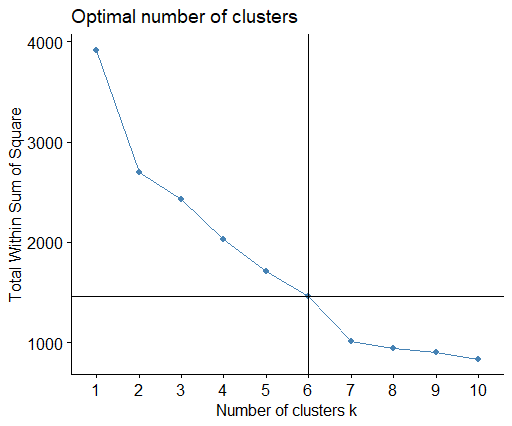 Optimal number of clusters
Total Within Sum of Square
4000
3000
2000
1000
1 2 3 4 5 6 7 8 9 10
Number of clusters k